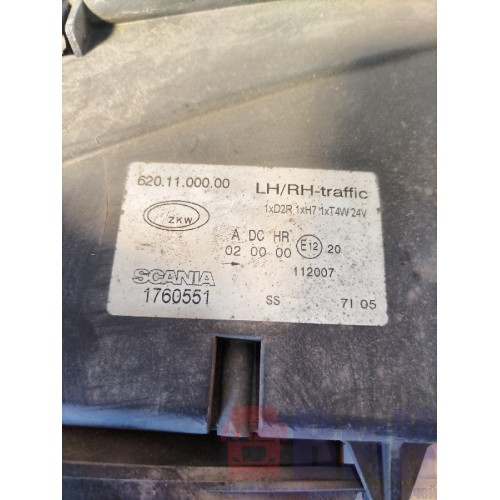 620.11.000.00 LH/RH-traffic
1xD2R 1xH7 1xT4W 24V
ZKW
A DC HR
02 00 00 E12 20
112007
SCANIA
1760551 SS 71 05